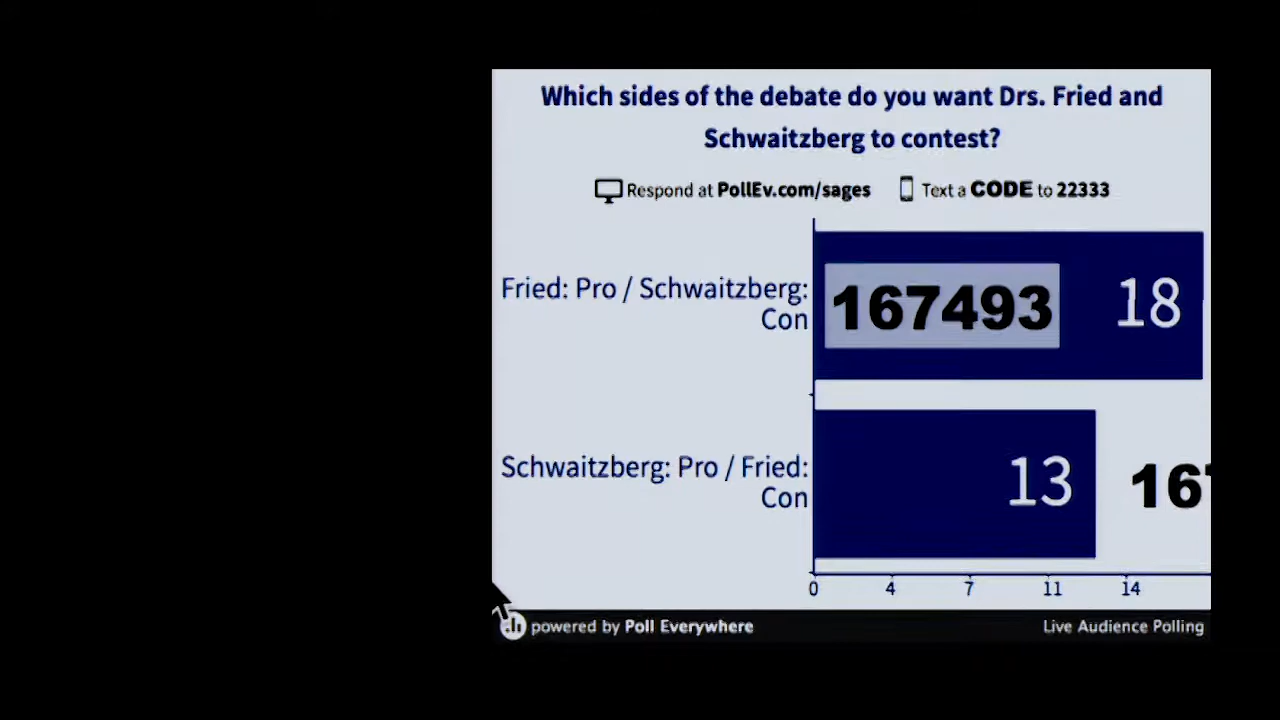 Which sides of the debate do you want Drs. Fried and
Schwaitzberg to contest?
Respond at PollEv.com/sages Text a CODE to 22333
Fried: Pro / Schwaitzberg:
Con
167493 18
Schwaitzberg: Pro / Fried:
Con
13
0 4 7 11 14
powered by Poll Everywhere Live Audience Polling